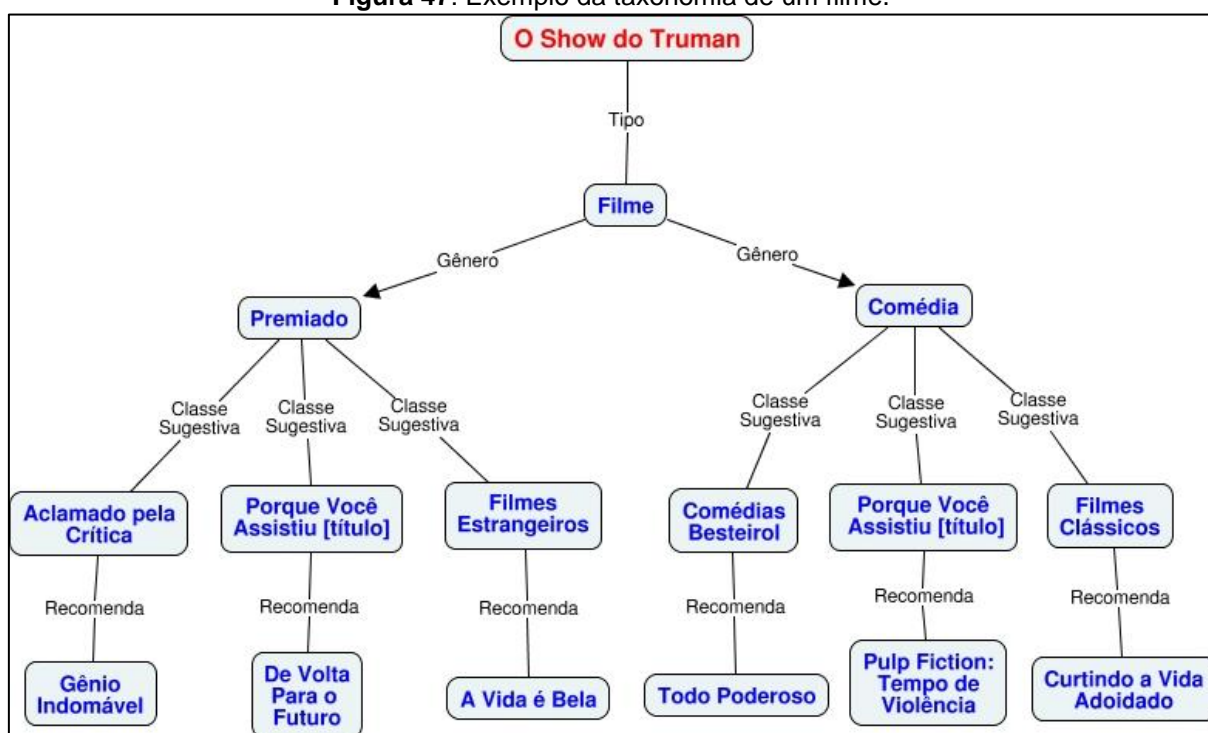 Figura 47. Exemplo da taxonomia de um filme.
O Show do Truman
Tipo
Filme
Gênero
Gênero
Premiado
Comédia
Classe
Sugestiva
Classe
Sugestiva
Classe
Sugestiva
Classe
Sugestiva
Classe
Sugestiva
Classe
Sugestiva
Aclamado pela
Crítica
Porque Você
Assistiu [título]
Filmes
Estrangeiros
Comédias
Besteirol
Porque Você
Assistiu [título]
Filmes
Clássicos
Recomenda
Recomenda
Recomenda
Recomenda
Recomenda
Recomenda
Gênio
Indomável
De Volta
Para o
Futuro
A Vida é Bela
Todo Poderoso
Pulp Fiction:
Tempo de
Violência
Curtindo a Vida
Adoidado